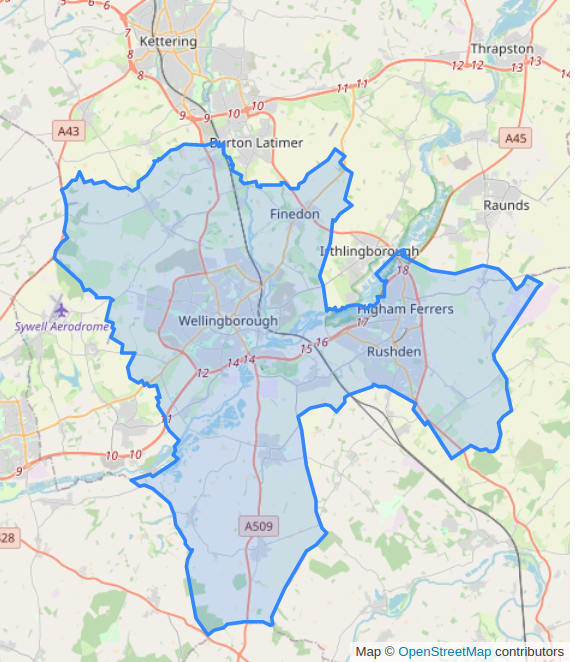 5
6
6
7
Kettering
8
8
Thrapston
12
12
13
13
11
11
10
10
9
9
A43
Burton Latimer
A45
Raunds
Finedon
Irthlingborough
18
Higham Ferrers
Sywell Aerodrome
Wellingborough
17
16
15
Rushden
14
14
12
10
10
9
A509
Map © OpenStreetMap contributors